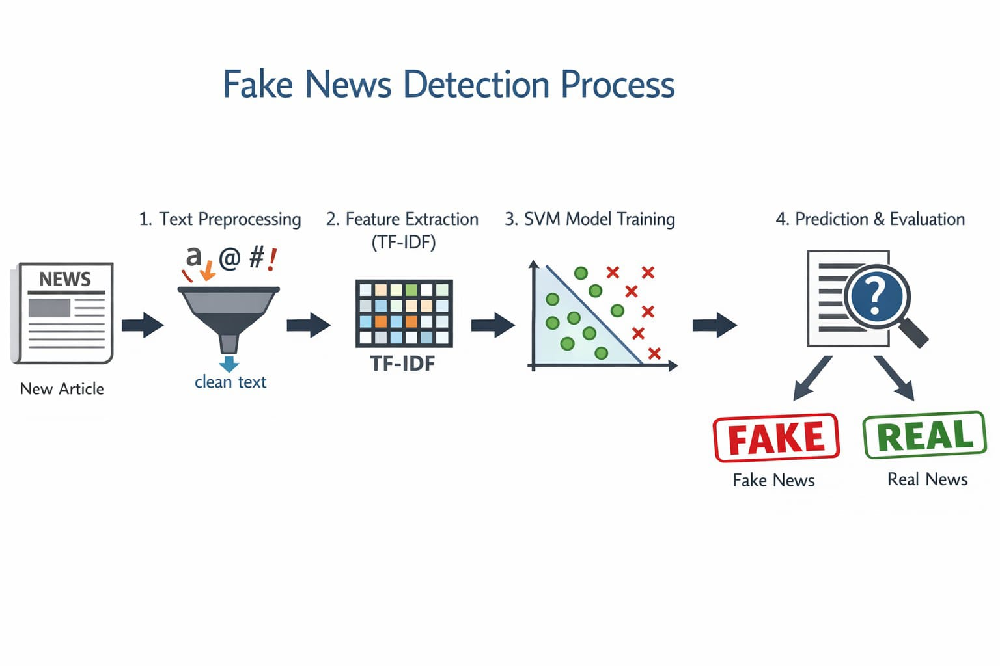 Fake News Detection Process
1. Text Preprocessing
2. Feature Extraction
(TF-IDF)
3. SVM Model Training
4. Prediction & Evaluation
NEWS
New Article
a @ #!
clean text
TF-IDF
?
FAKE
Fake News
REAL
Real News